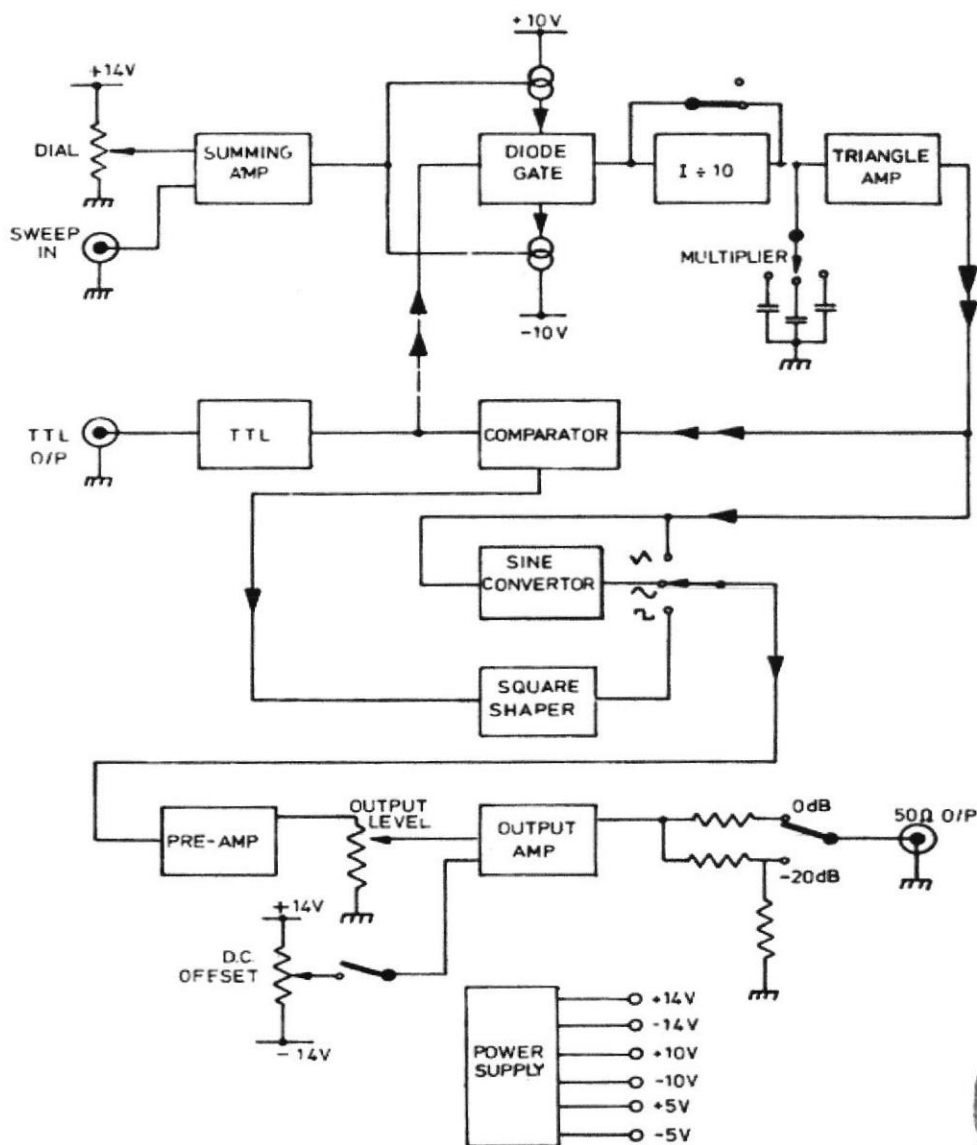 +10V
+14V
DIAL
SUMMING
AMP
DIODE
GATE
I ÷ 10
TRIANGLE
AMP
SWEEP
IN
MULTIPLIER
-10V
TTL
O/P
TTL
COMPARATOR
SINE
CONVERTOR
SQUARE
SHAPER
PRE-AMP
OUTPUT
LEVEL
OUTPUT
AMP
0dB
50Ω O/P
-20dB
+14V
D.C.
OFFSET
-14V
POWER
SUPPLY
+14V
-14V
+10V
-10V
+5V
-5V